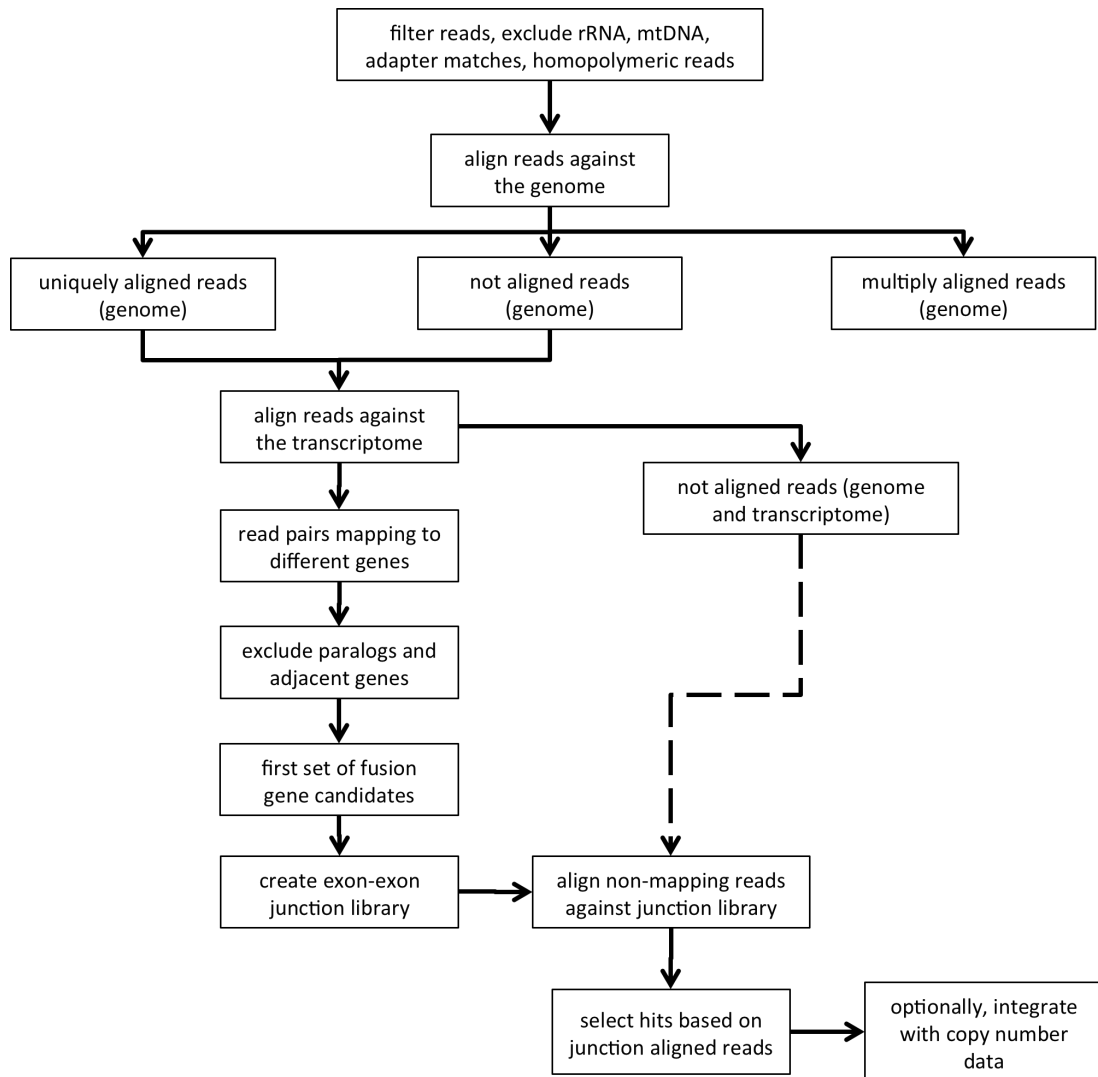 filter reads, exclude rRNA, mtDNA,
adapter matches, homopolymeric reads
align reads against
the genome
uniquely aligned reads
(genome)
not aligned reads
(genome)
multiply aligned reads
(genome)
align reads against
the transcriptome
not aligned reads (genome
and transcriptome)
read pairs mapping to
different genes
exclude paralogs and
adjacent genes
first set of fusion
gene candidates
create exon-exon
junction library
align non-mapping reads
against junction library
select hits based on
junction aligned reads
optionally, integrate
with copy number
data